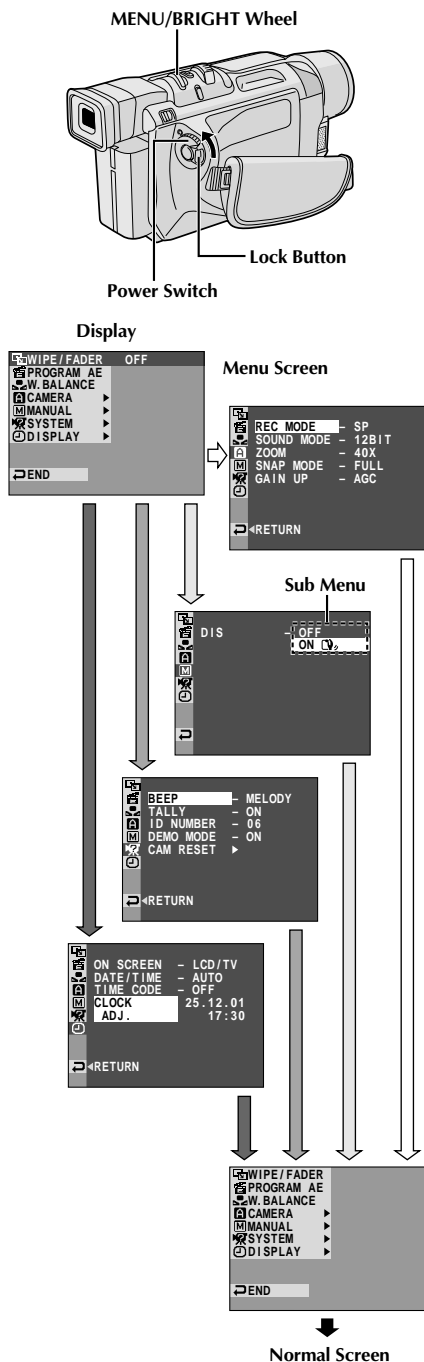 MENU/BRIGHT Wheel
Lock Button
Power Switch
Display
WIPE/FADER OFF
PROGRAM AE
W. BALANCE
A CAMERA ▶
M MANUAL ▶
SYSTEM ▶
DISPLAY ▶
END
Menu Screen
REC MODE – SP
SOUND MODE – 12BIT
A ZOOM – 40X
M SNAP MODE – FULL
GAIN UP – AGC
◀RETURN
Sub Menu
DIS – OFF
ON
A
M
BEEP – MELODY
TALLY – ON
A ID NUMBER – 06
M DEMO MODE – ON
CAM RESET ▶
◀RETURN
ON SCREEN – LCD/TV
DATE/TIME – AUTO
A TIME CODE – OFF
M CLOCK 25.12.01
ADJ. 17:30
◀RETURN
WIPE/FADER
PROGRAM AE
W. BALANCE
A CAMERA ▶
M MANUAL ▶
SYSTEM ▶
DISPLAY ▶
END
Normal Screen